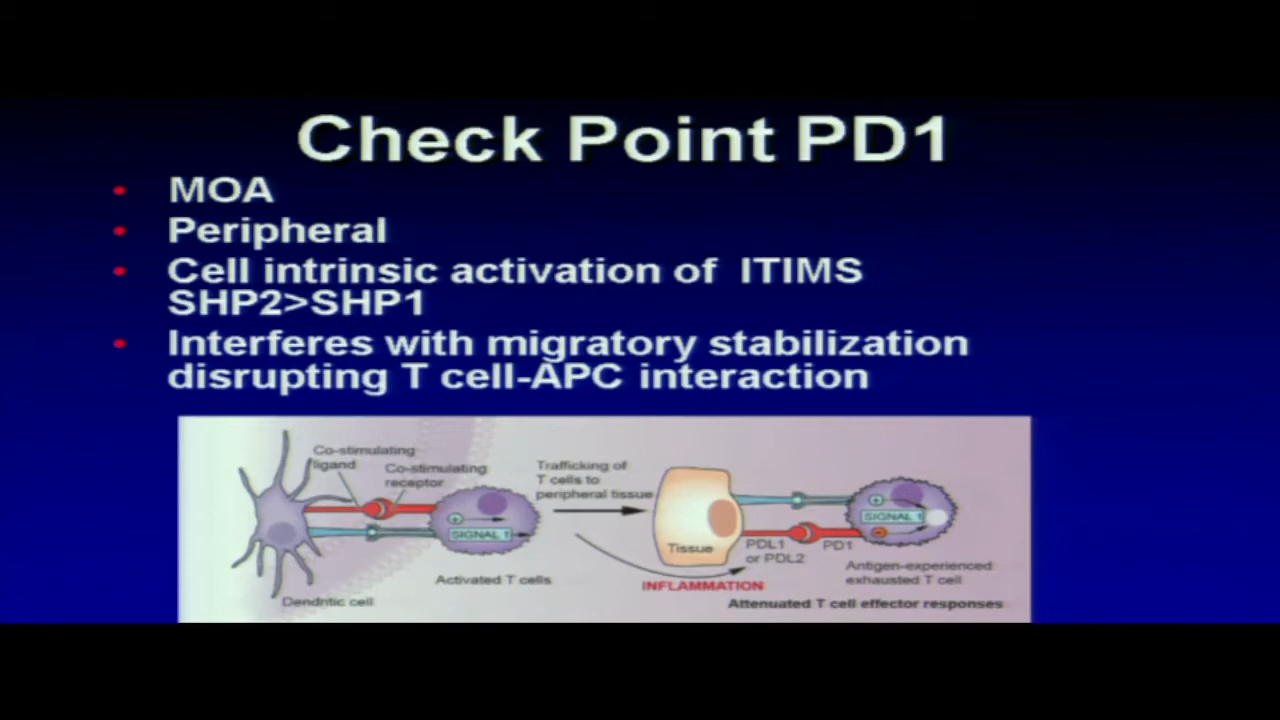 Check Point PD1
• MOA
• Peripheral
• Cell intrinsic activation of ITIMS
SHP2>SHP1
• Interferes with migratory stabilization
disrupting T cell-APC interaction
Co-stimulating
ligand
Co-stimulating
receptor
SIGNAL 1
Activated T cells
Dendritic cell
Trafficking of
T cells to
peripheral tissue
INFLAMMATION
Tissue
PDL1
or PDL2
PD1
SIGNAL 1
Antigen-experienced
exhausted T cell
Attenuated T cell effector responses